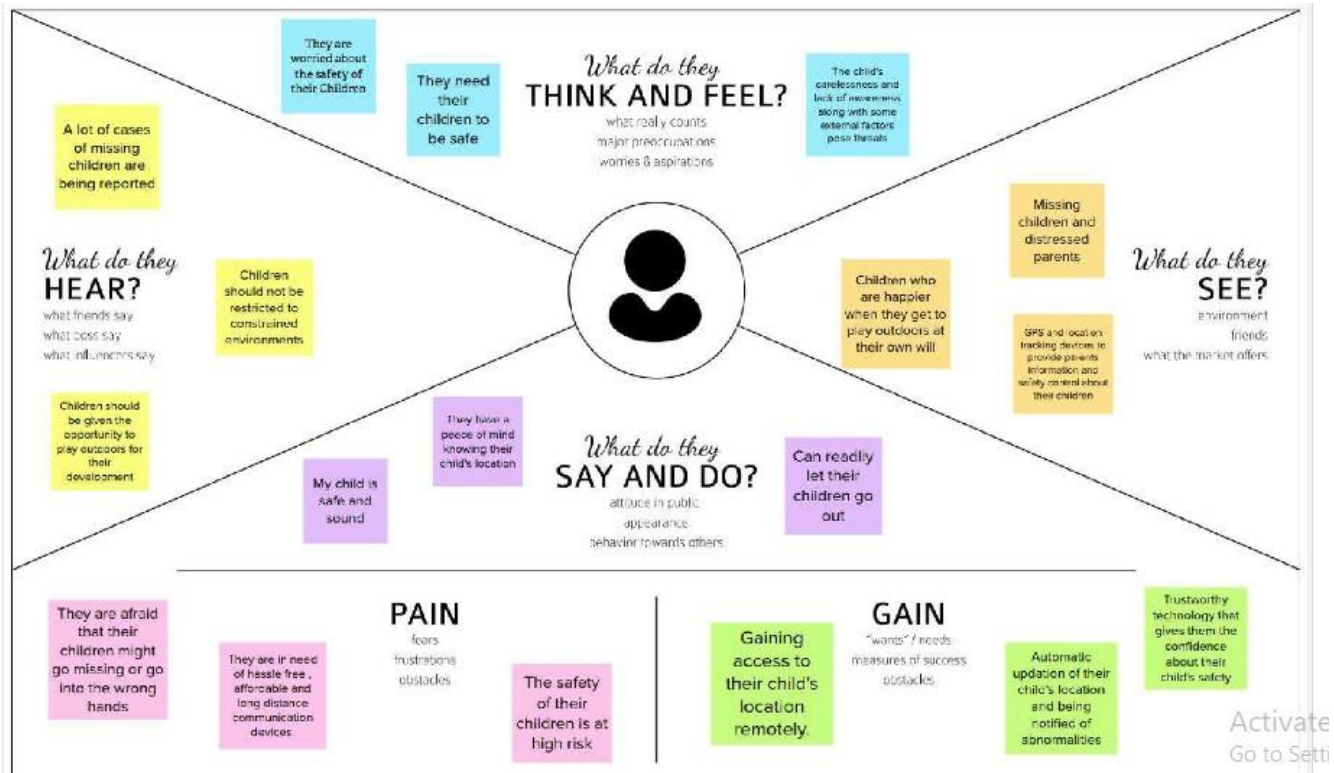 They are
worried about
the safety of
their Children
They need
their
children to
be safe
What do they
THINK AND FEEL?
what really counts
major preoccupations
worries & aspirations
The child's
carelessness and
lack of awareness
along with some
external factors
pose threats
A lot of cases
of missing
children are
being reported
What do they
HEAR?
what friends say
what boss say
what influencers say
Children
should not be
restricted to
constrained
environments
Children should
be given the
opportunity to
play outdoors for
their
development
Missing
children and
distressed
parents
Children who
are happier
when they get to
play outdoors at
their own will
What do they
SEE?
environment
friends
what the market offers
GPS and location
tracking devices to
provide parents
information and
safety control about
their children
They have a
peace of mind
knowing their
child's location
My child is
safe and
sound
What do they
SAY AND DO?
attitude in public
appearance
behavior towards others
Can readily
let their
children go
out
They are afraid
that their
children might
go missing or go
into the wrong
hands
PAIN
fears
frustrations
obstacles
They are in need
of hassle free ,
affordable and
long distance
communication
devices
The safety
of their
children is at
high risk
GAIN
"wants" / needs
measures of success
obstacles
Gaining
access to
their child's
location
remotely.
Automatic
updation of their
child's location
and being
notified of
abnormalities
Trustworthy
technology that
gives them the
confidence
about their
child's safety
Activate
Go to Setti